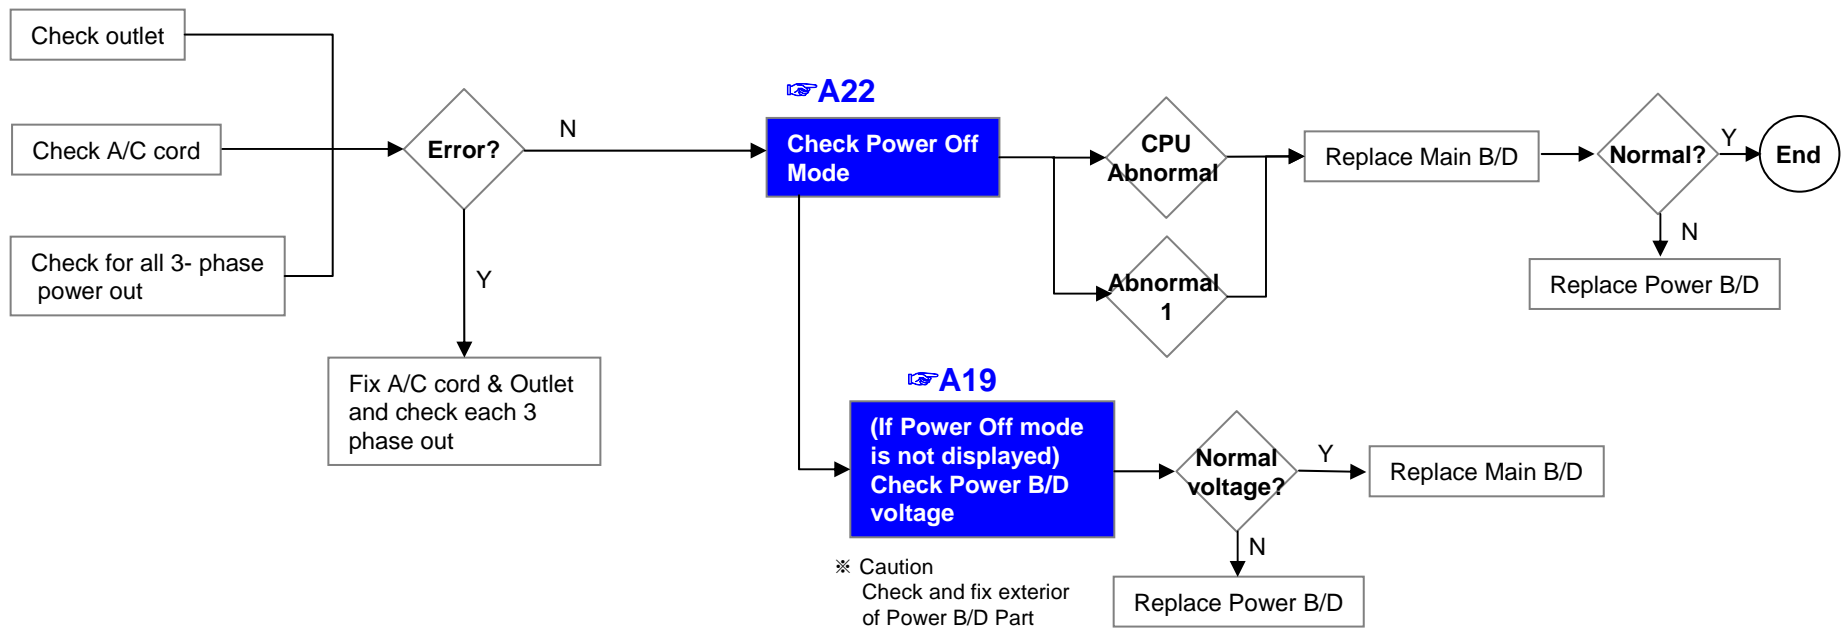 Check outlet
Check A/C cord
Check for all 3- phase
power out
Error?
N
Y
Fix A/C cord & Outlet
and check each 3
phase out
☞A22
Check Power Off
Mode
CPU
Abnormal
Abnormal
1
Replace Main B/D
Normal?
Y
End
N
Replace Power B/D
☞A19
(If Power Off mode
is not displayed)
Check Power B/D
voltage
※ Caution
Check and fix exterior
of Power B/D Part
Normal
voltage?
Y
Replace Main B/D
N
Replace Power B/D